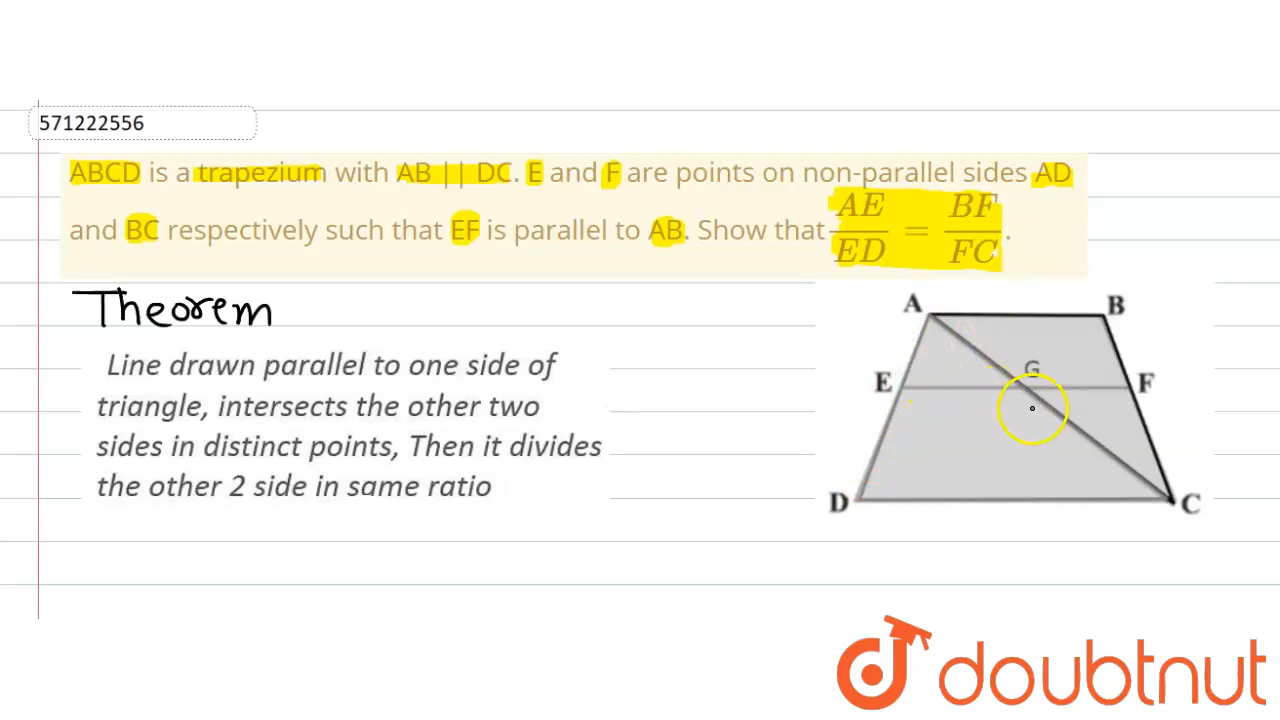 571222556
ABCD is a trapezium with AB || DC. E and F are points on non-parallel sides AD
and BC respectively such that EF is parallel to AB. Show that AE/ED = BF/FC.
Theorem
Line drawn parallel to one side of
triangle, intersects the other two
sides in distinct points, Then it divides
the other 2 side in same ratio
A B
G
E F
D C
doubtnut